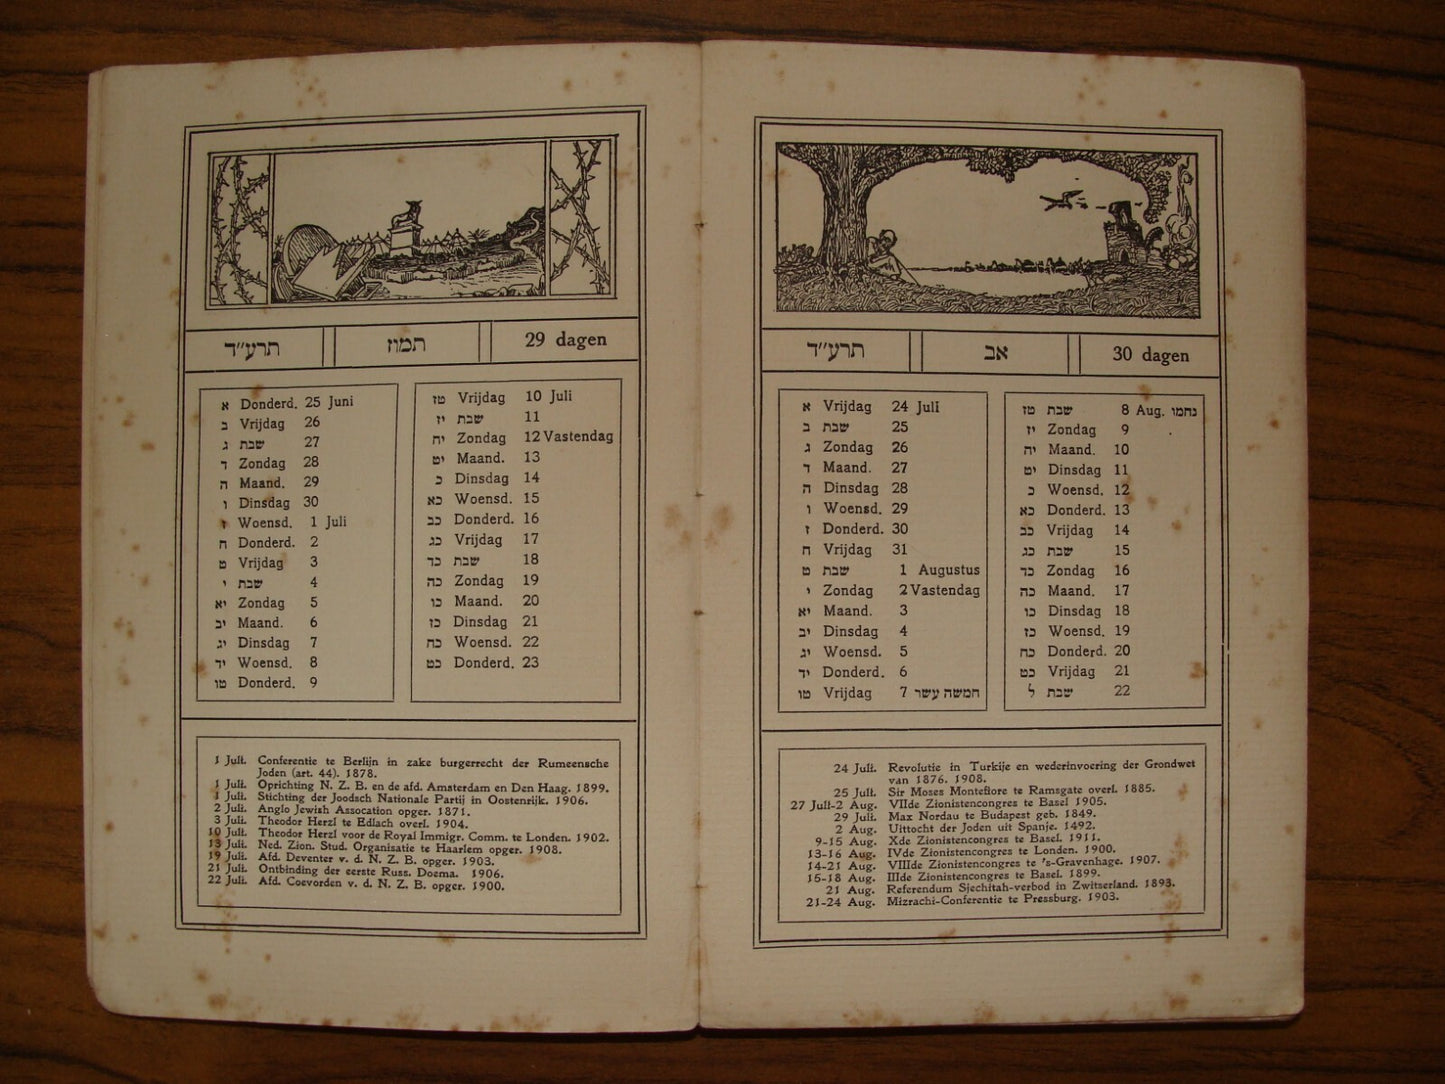 תרע״ד תמוז 29 dagen
א Donderd. 25 Juni
ב Vrijdag 26
ג שבת 27
ד Zondag 28
ה Maand. 29
ו Dinsdag 30
ז Woensd. 1 Juli
ח Donderd. 2
ט Vrijdag 3
י שבת 4
יא Zondag 5
יב Maand. 6
יג Dinsdag 7
יד Woensd. 8
טו Donderd. 9
טז Vrijdag 10 Juli
יז שבת 11
יח Zondag 12 Vastendag
יט Maand. 13
כ Dinsdag 14
כא Woensd. 15
כב Donderd. 16
כג Vrijdag 17
כד שבת 18
כה Zondag 19
כו Maand. 20
כז Dinsdag 21
כח Woensd. 22
כט Donderd. 23
1 Juli. Conferentie te Berlijn in zake burgerrecht der Rumeensche
Joden (art. 44). 1878.
1 Juli. Oprichting N. Z. B. en de afd. Amsterdam en Den Haag. 1899.
1 Juli. Stichting der Joodsch Nationale Partij in Oostenrijk. 1906.
2 Juli. Anglo Jewish Assocation opger. 1871.
3 Juli. Theodor Herzl te Edlach overl. 1904.
10 Juli. Theodor Herzl voor de Royal Immigr. Comm. te Londen. 1902.
13 Juli. Ned. Zion. Stud. Organisatie te Haarlem opger. 1908.
19 Juli. Afd. Deventer v. d. N. Z. B. opger. 1903.
21 Juli. Ontbinding der eerste Russ. Doema. 1906.
22 Juli. Afd. Coevorden v. d. N. Z. B. opger. 1900.
תרע״ד אב 30 dagen
א Vrijdag 24 Juli
ב שבת 25
ג Zondag 26
ד Maand. 27
ה Dinsdag 28
ו Woensd. 29
ז Donderd. 30
ח Vrijdag 31
ט שבת 1 Augustus
י Zondag 2 Vastendag
יא Maand. 3
יב Dinsdag 4
יג Woensd. 5
יד Donderd. 6
טו Vrijdag 7 חמשה עשר
טז שבת 8 Aug. נחמו
יז Zondag 9
יח Maand. 10
יט Dinsdag 11
כ Woensd. 12
כא Donderd. 13
כב Vrijdag 14
כג שבת 15
כד Zondag 16
כה Maand. 17
כו Dinsdag 18
כז Woensd. 19
כח Donderd. 20
כט Vrijdag 21
ל שבת 22
24 Juli. Revolutie in Turkije en wederinvoering der Grondwet
van 1876. 1908.
25 Juli. Sir Moses Montefiore te Ramsgate overl. 1885.
27 Juli-2 Aug. VIIde Zionistencongres te Basel 1905.
29 Juli. Max Nordau te Budapest geb. 1849.
2 Aug. Uittocht der Joden uit Spanje. 1492.
9-15 Aug. Xde Zionistencongres te Basel. 1911.
13-16 Aug. IVde Zionistencongres te Londen. 1900.
14-21 Aug. VIIIde Zionistencongres te 's-Gravenhage. 1907.
15-18 Aug. IIIde Zionistencongres te Basel. 1899.
21 Aug. Referendum Sjechitah-verbod in Zwitserland. 1893.
21-24 Aug. Mizrachi-Conferentie te Pressburg. 1903.